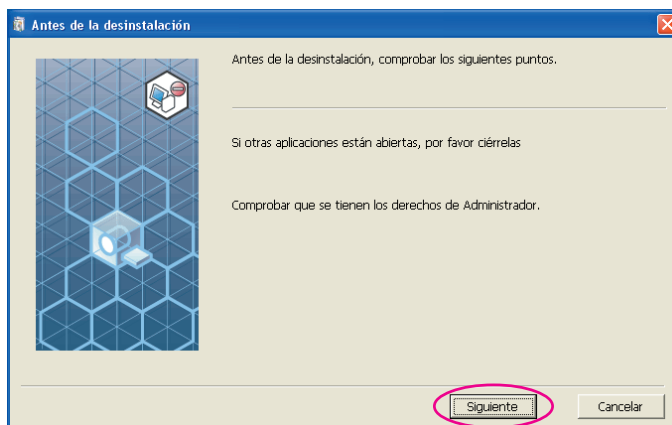 Antes de la desinstalación
Antes de la desinstalación, comprobar los siguientes puntos.
Si otras aplicaciones están abiertas, por favor ciérrelas
Comprobar que se tienen los derechos de Administrador.
Siguiente
Cancelar